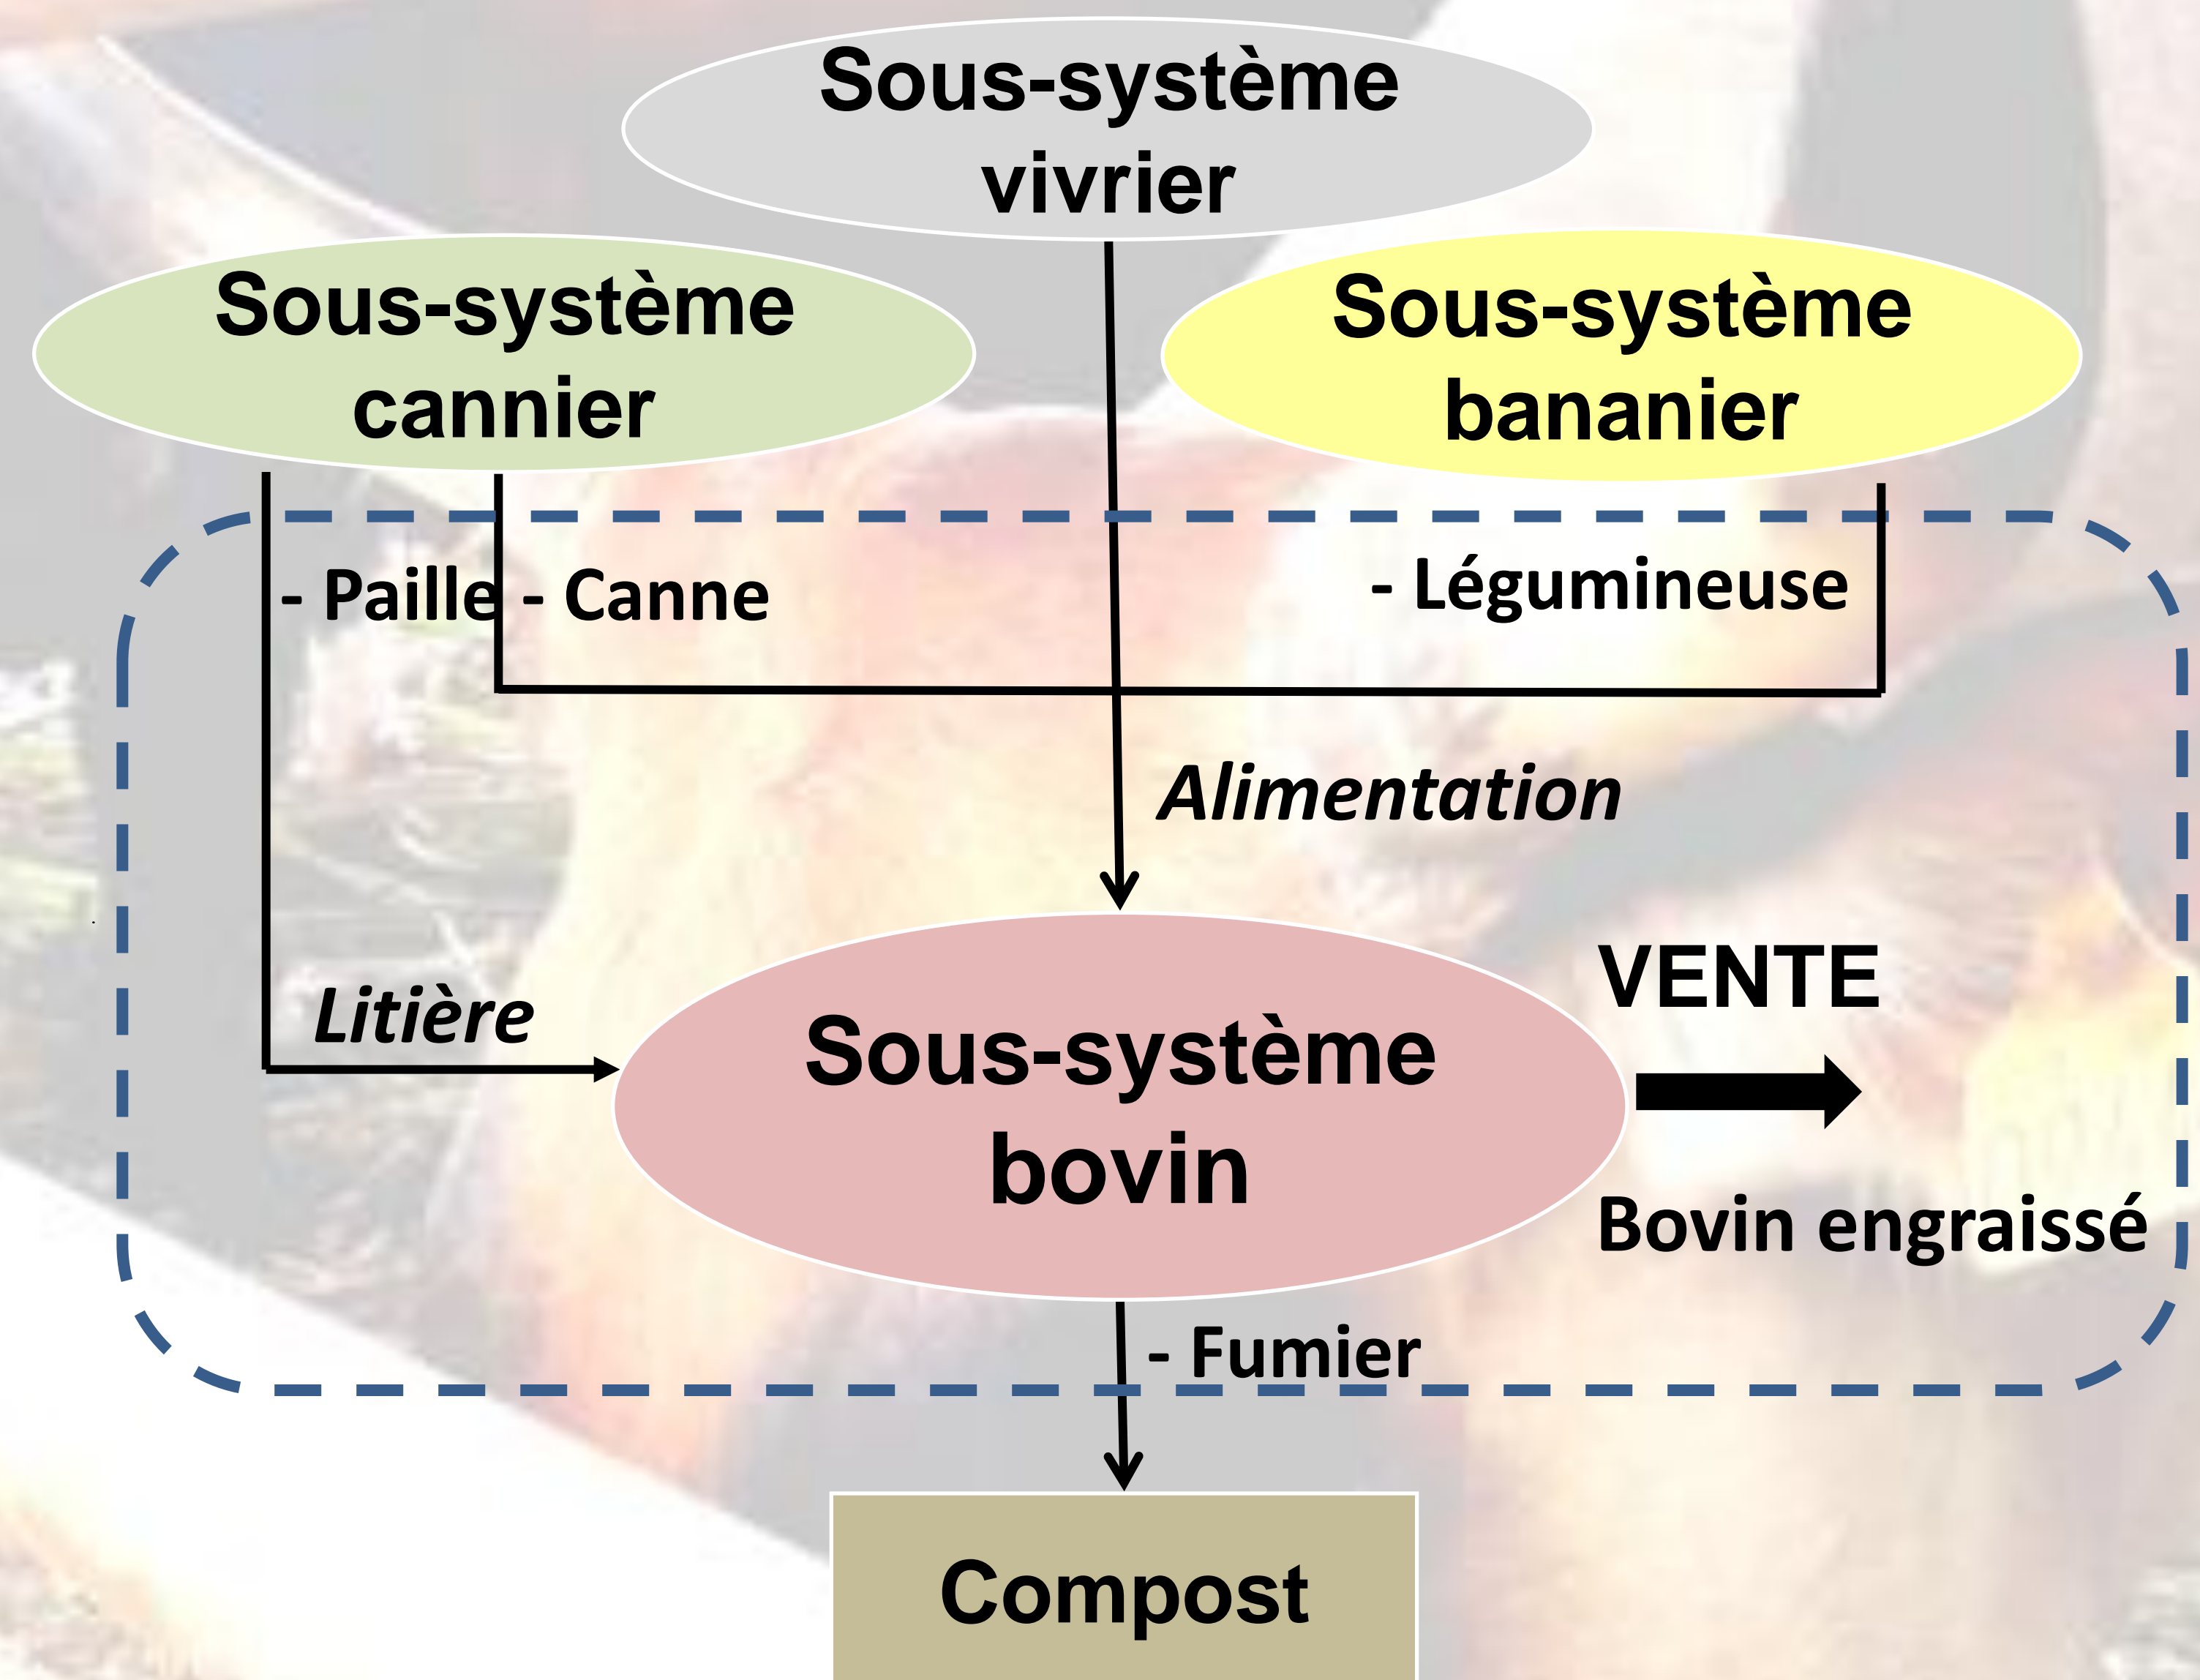 Sous-système
vivrier
Sous-système
cannier
Sous-système
bananier
- Paille
- Canne
- Légumineuse
Alimentation
Litière
Sous-système
bovin
VENTE
Bovin engraissé
- Fumier
Compost